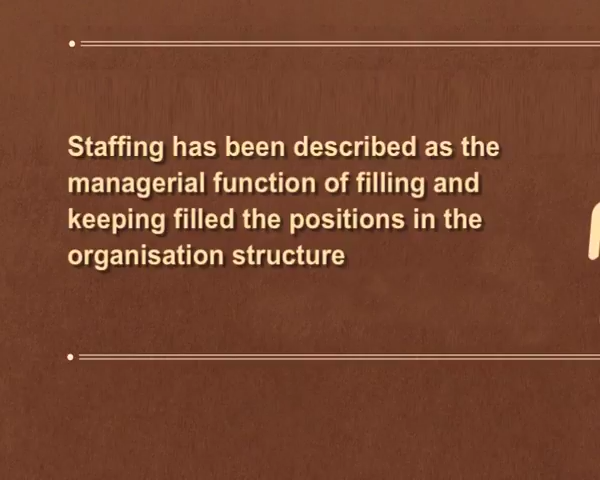 Staffing has been described as the
managerial function of filling and
keeping filled the positions in the
organisation structure